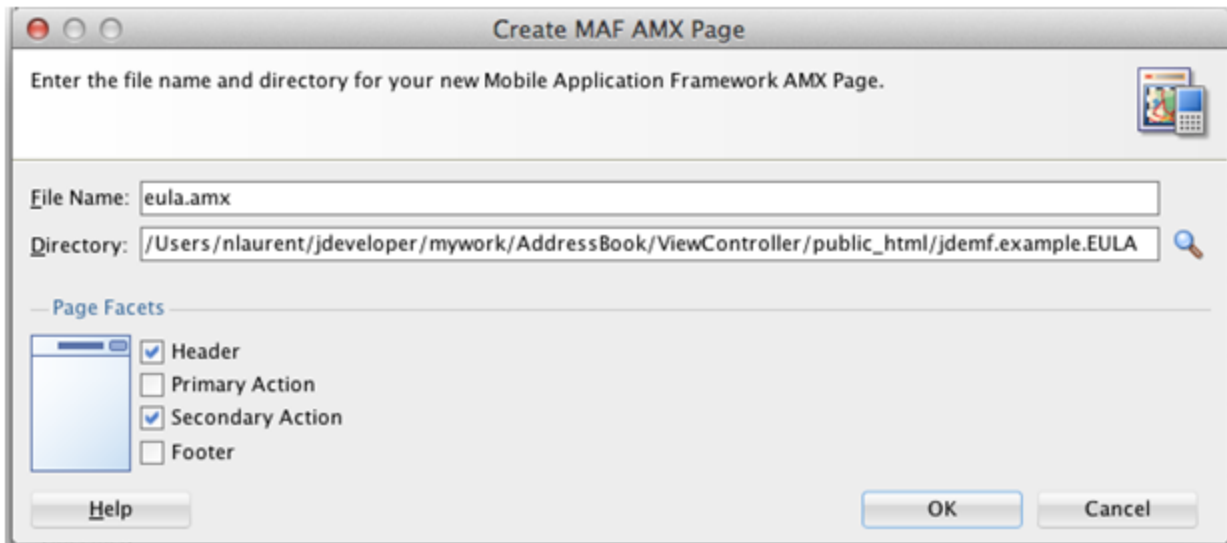 Create MAF AMX Page
Enter the file name and directory for your new Mobile Application Framework AMX Page.
File Name: eula.amx
Directory: /Users/nlaurent/jdeveloper/mywork/AddressBook/ViewController/public_html/jdemf.example.EULA
Page Facets
Header
Primary Action
Secondary Action
Footer
Help OK Cancel